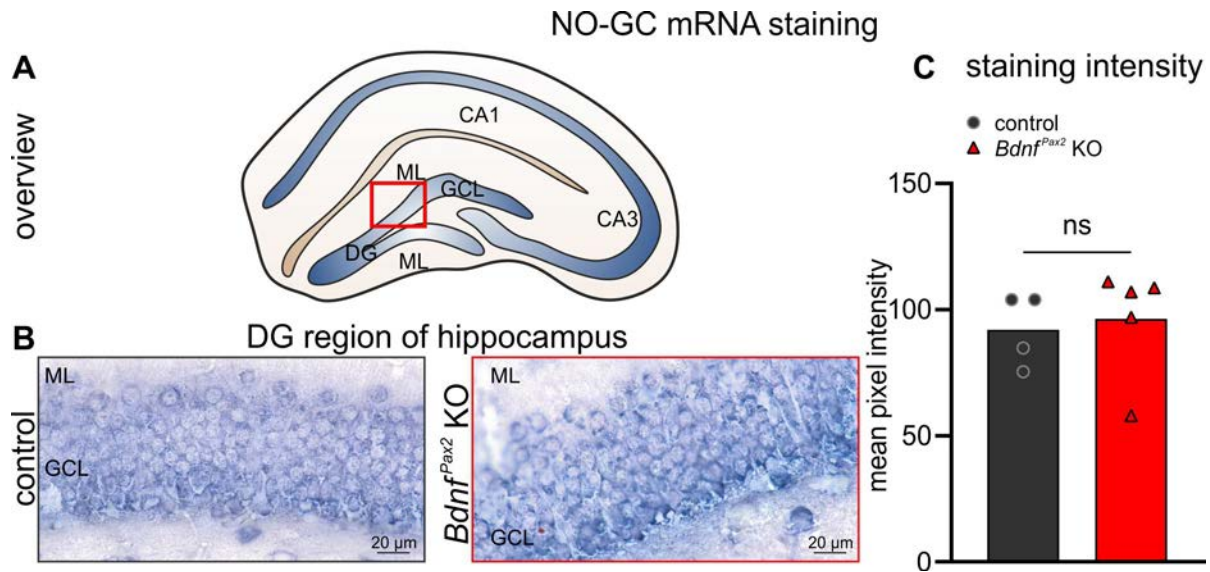 NO-GC mRNA staining
A
overview
CA1
ML
GCL
CA3
DG
ML
B
DG region of hippocampus
control
ML
GCL
20 µm
Bdnf^Pax2 KO
ML
GCL
20 µm
C staining intensity
control
Bdnf^Pax2 KO
mean pixel intensity
150
100
50
0
ns